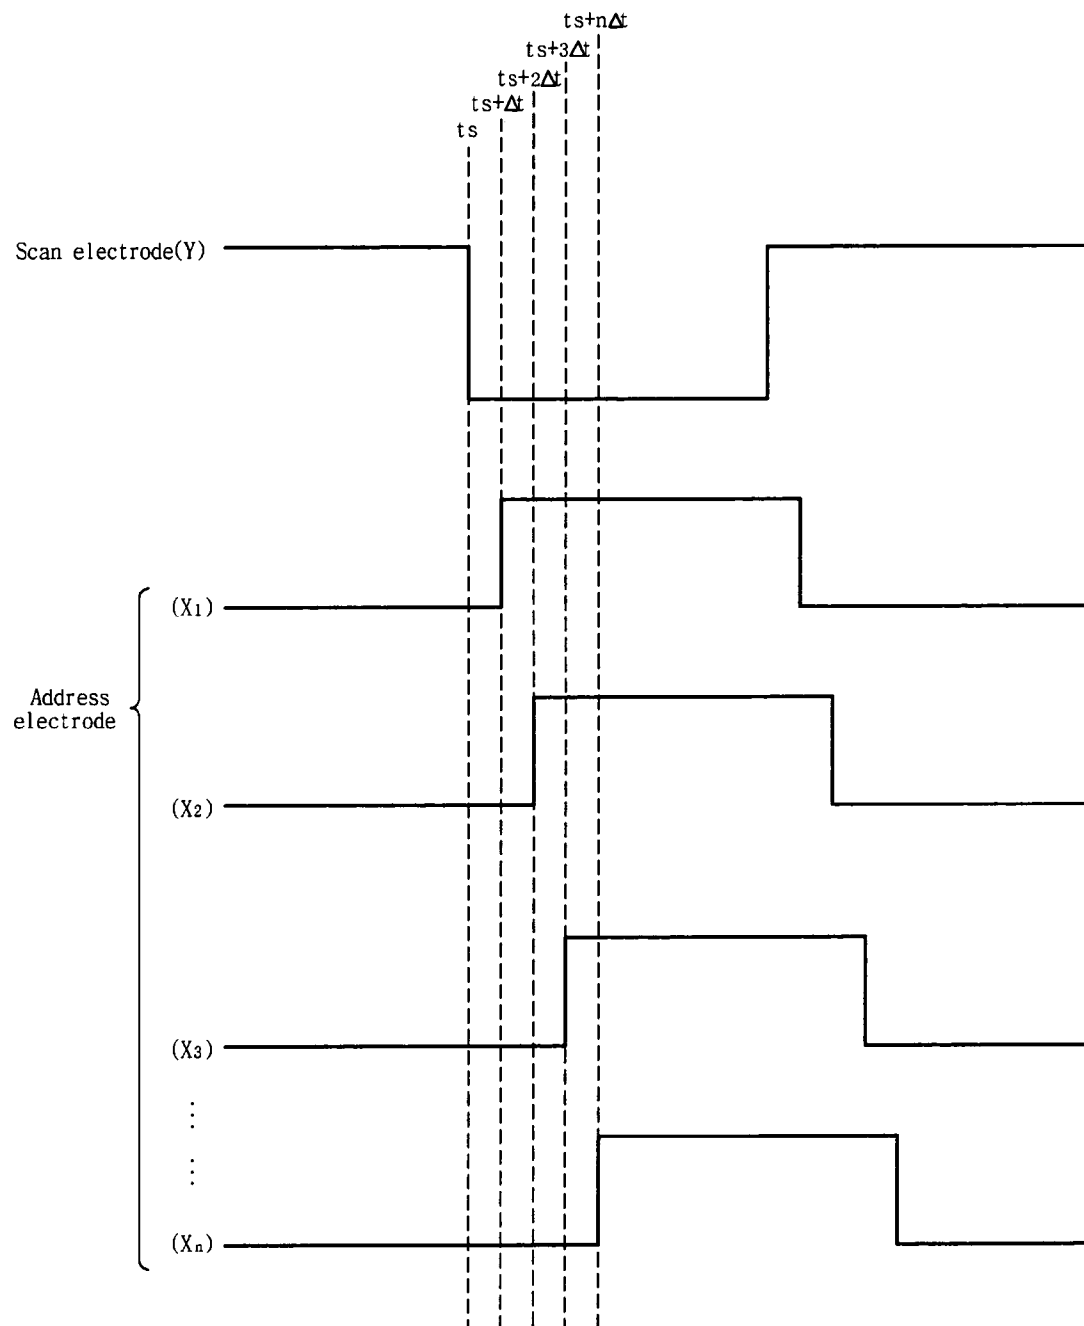 ts+nΔt
ts+3Δt
ts+2Δt
ts+Δt
ts
Scan electrode(Y)
(X1)
Address
electrode
(X2)
(X3)
(Xn)